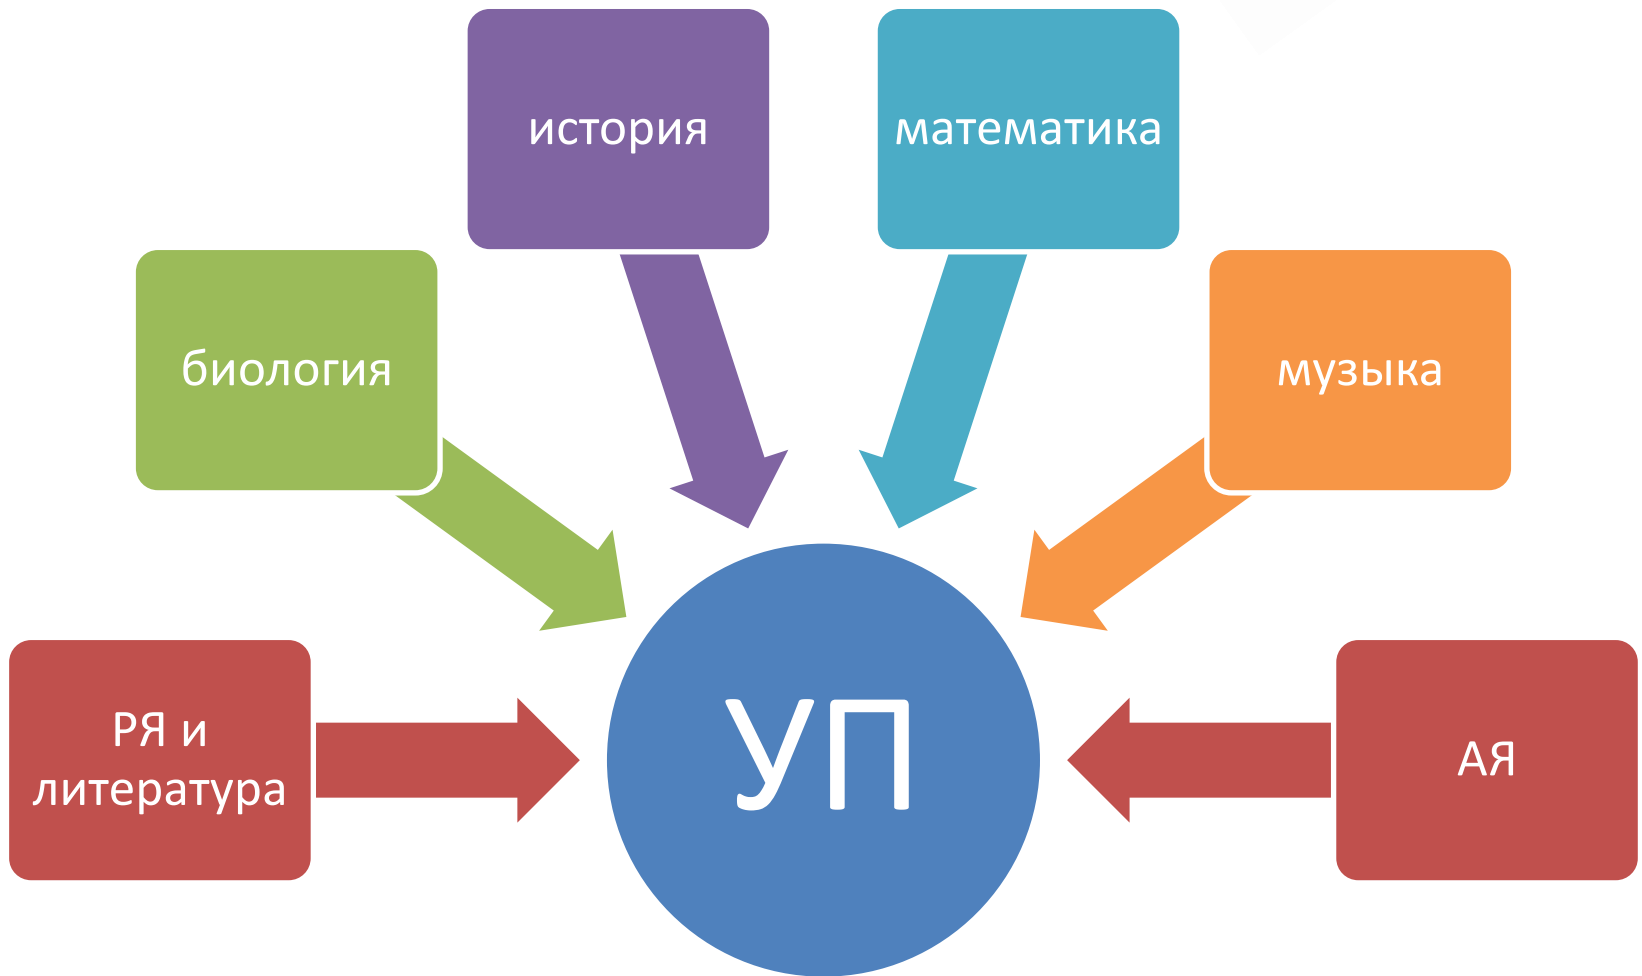 история
математика
биология
музыка
РЯ и
литература
УП
АЯ